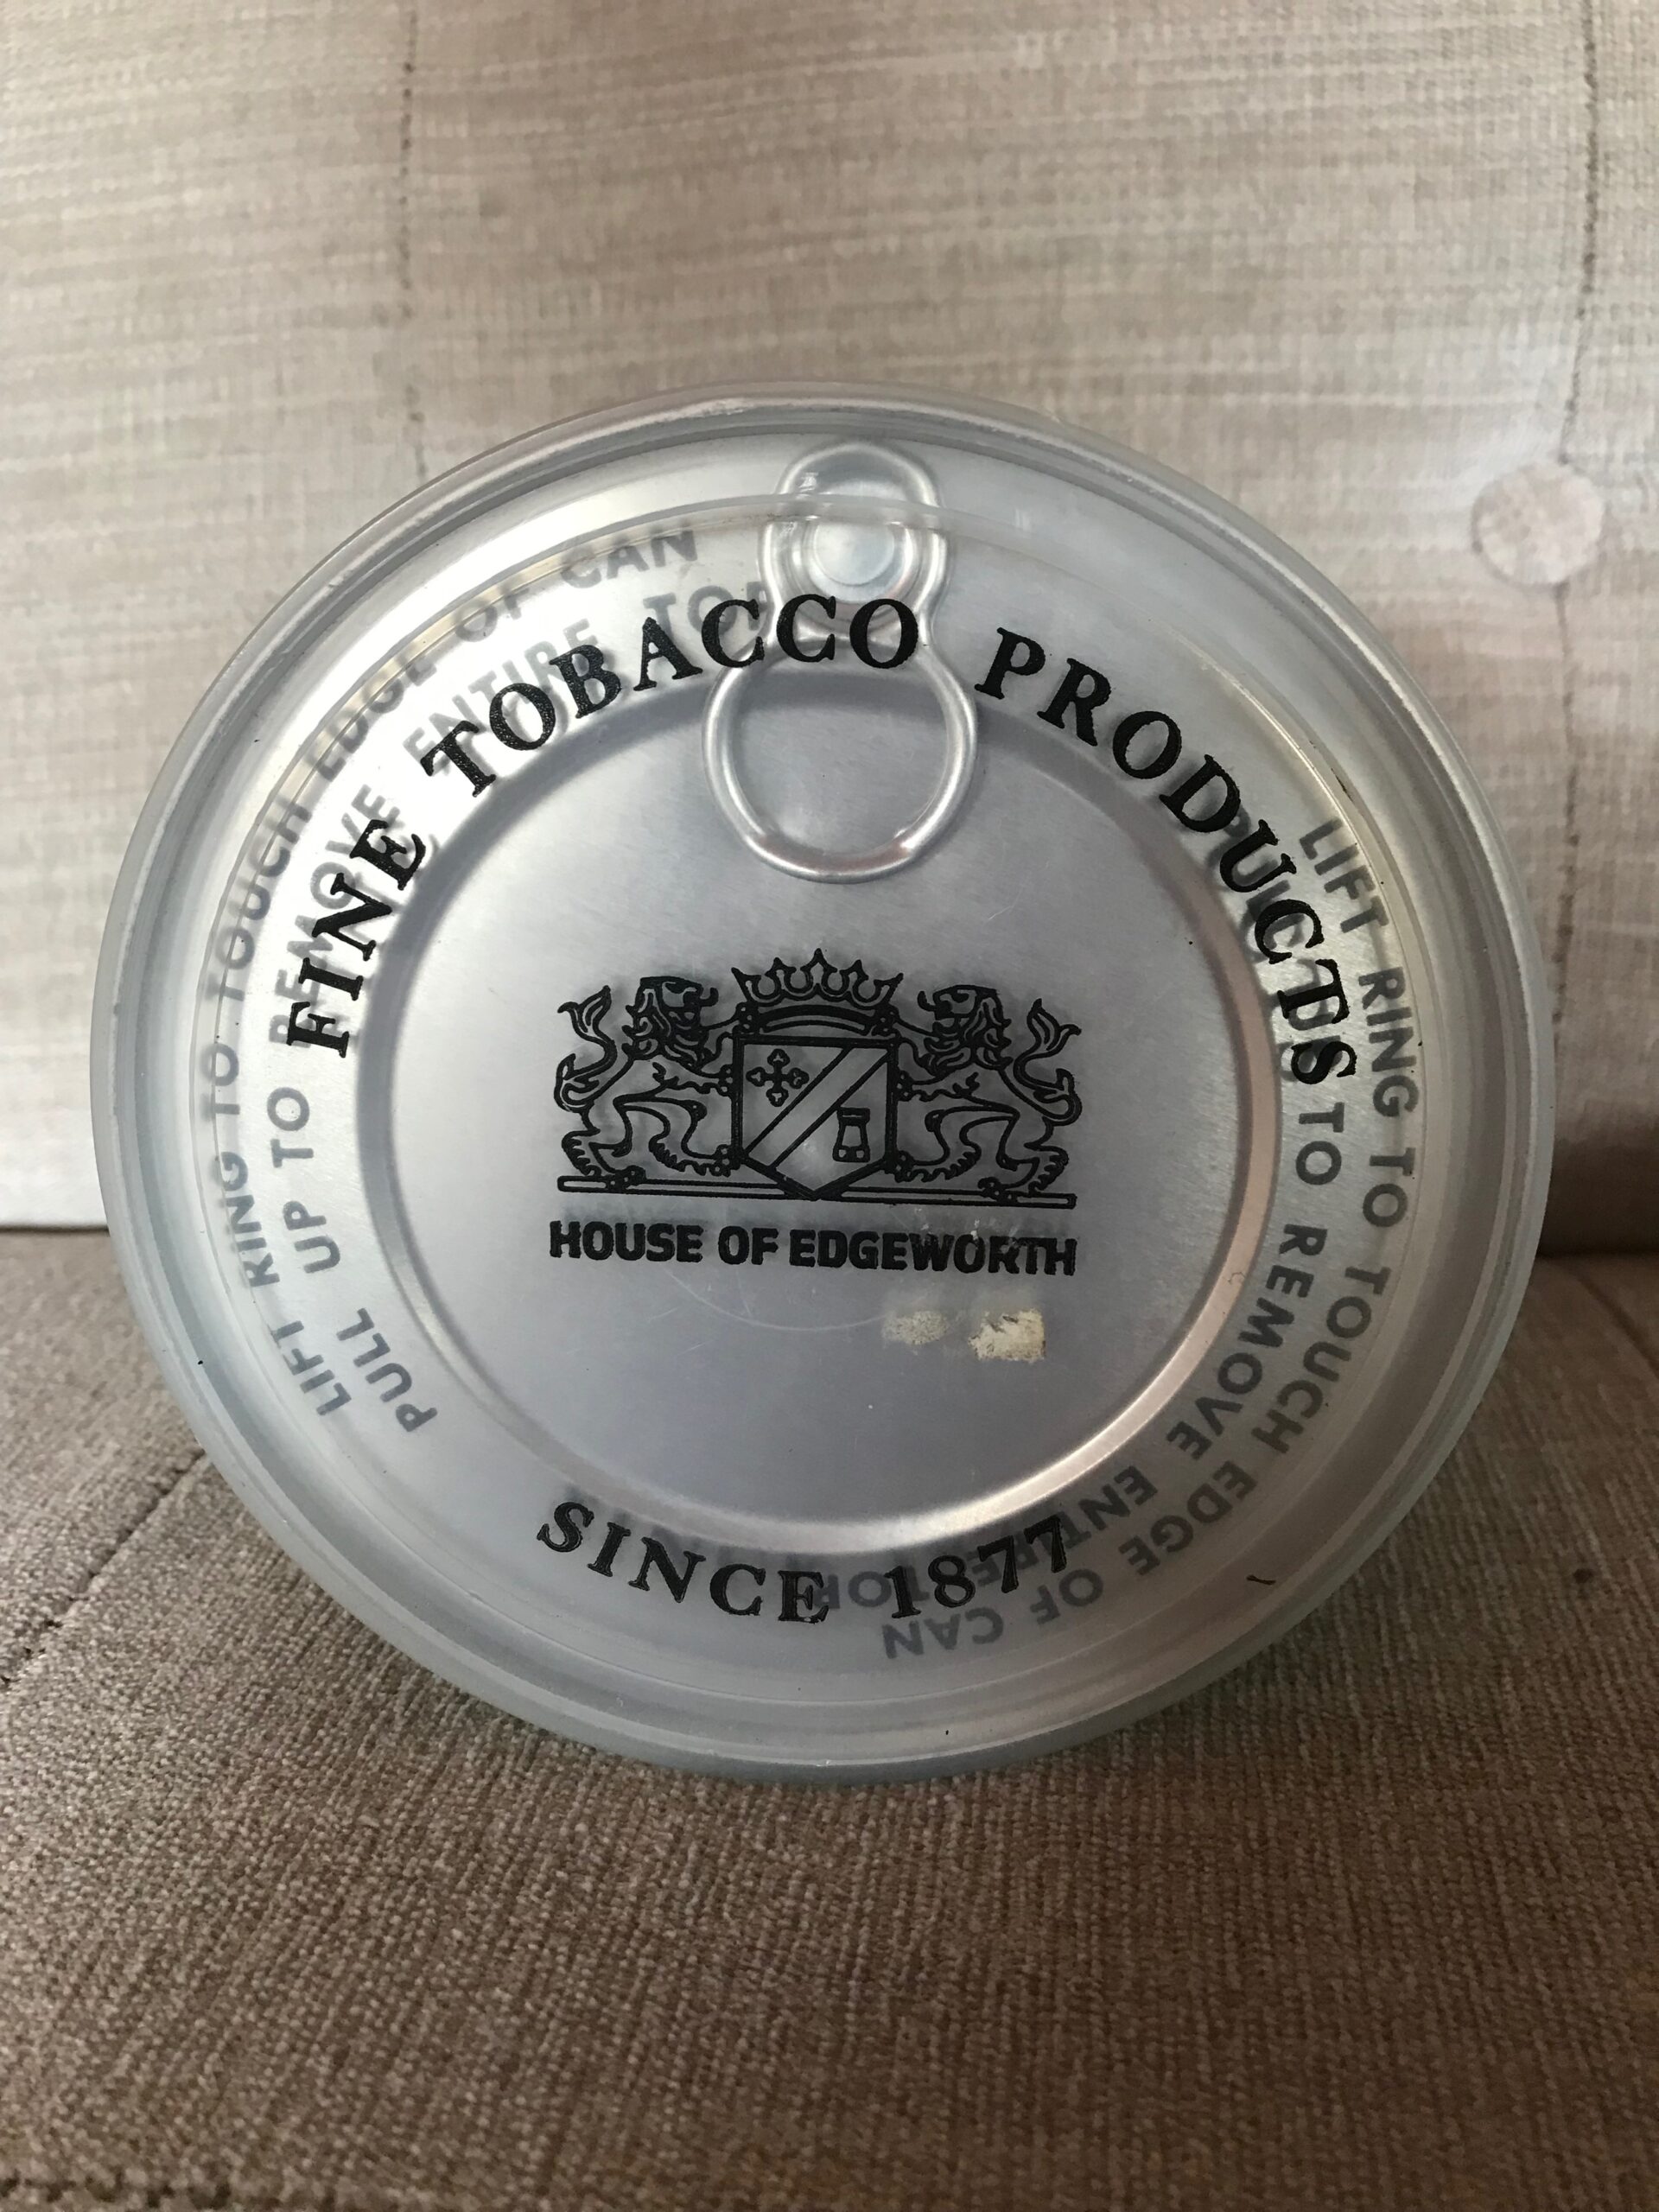 FINE TOBACCO PRODUCTS
HOUSE OF EDGEWORTH
SINCE 1877
LIFT RING TO TOUCH EDGE OF CAN
PULL UP TO REMOVE ENTIRE TOP
LIFT RING TO TOUCH EDGE OF CAN
PULL UP TO REMOVE ENTIRE TOP